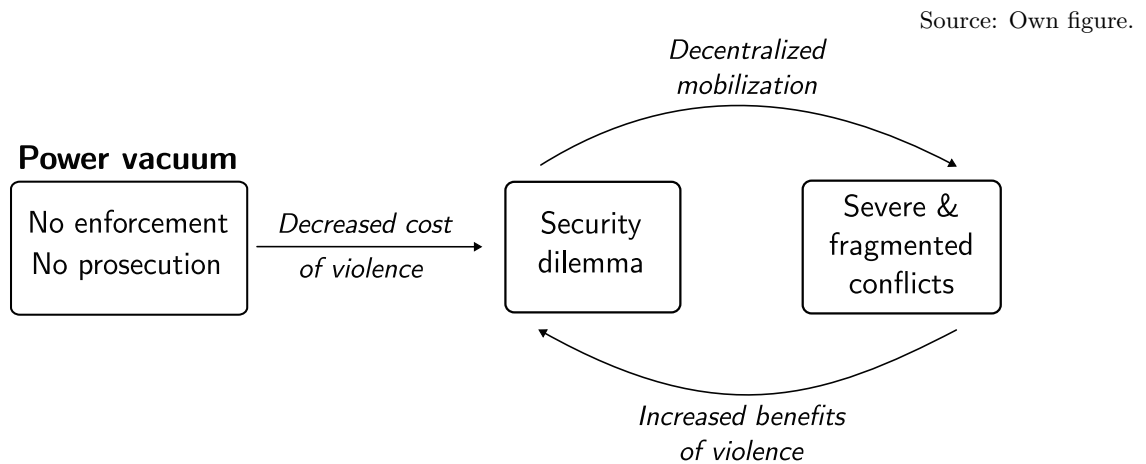 Source: Own figure.
Decentralized
mobilization
Power vacuum
No enforcement
No prosecution
Decreased cost
of violence
Security
dilemma
Severe &
fragmented
conflicts
Increased benefits
of violence